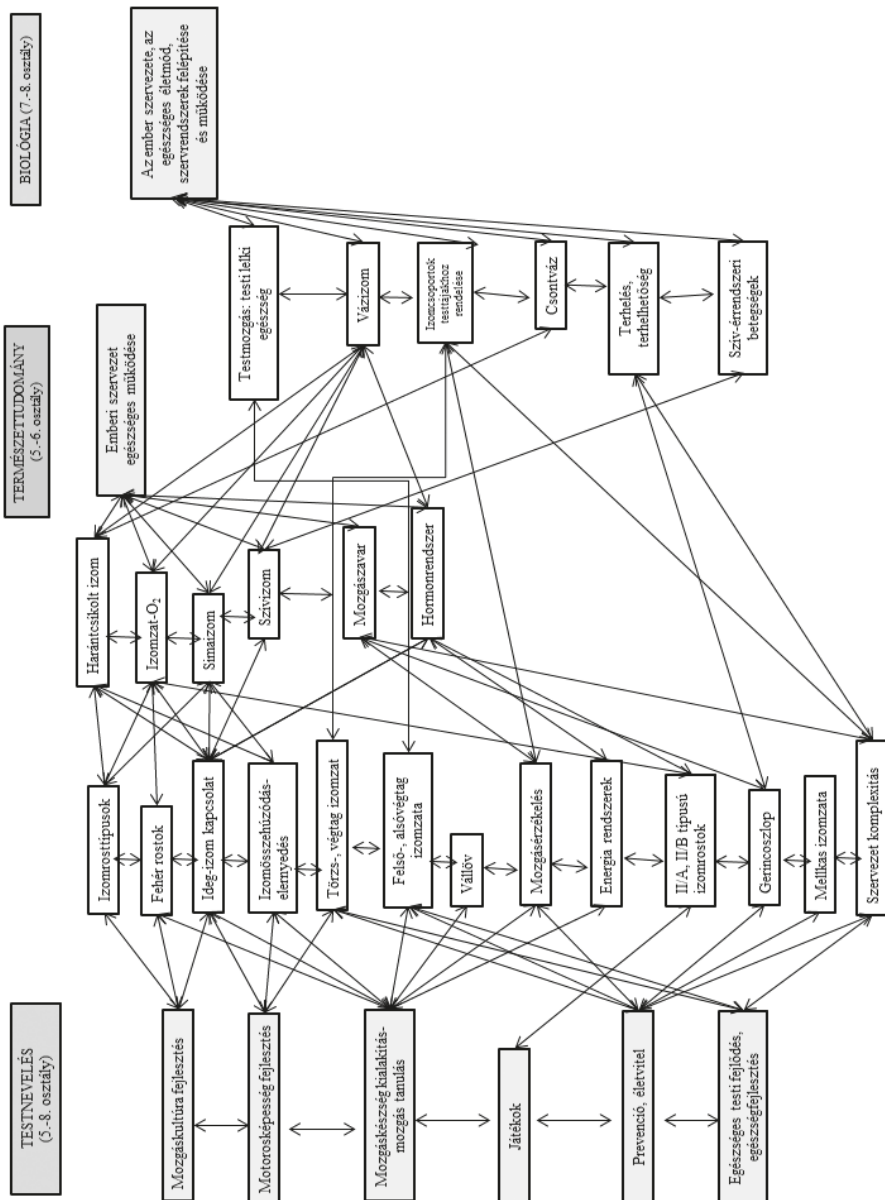 TESTNEVELÉS
(5.-8. osztály)
Mozgáskultúra fejlesztés
Motorosképesség fejlesztés
Mozgáskészség kialakítás-
mozgás tanulás
Játékok
Prevenció, életvitel
Egészséges testi fejlődés,
egészségfejlesztés
Izomrosttípusok
Fehér rostok
Ideg-izom kapcsolat
Izomösszehúzódás-
elernyedés
Törzs-, végtag izomzat
Felső-, alsóvégtag
izomzata
Vállöv
Mozgásérzékelés
Energia rendszerek
II/A, II/B típusú
izomrostok
Gerincoszlop
Mellkas izomzata
Szervezet komplexitás
TERMÉSZETTUDOMÁNY
(5.-6. osztály)
Emberi szervezet
egészséges működése
Harántcsíkolt izom
Izomzat-O₂
Simaizom
Szívizom
Mozgászavar
Hormonrendszer
BIOLÓGIA (7.-8. osztály)
Az ember szervezete, az
egészséges életmód,
szervrendszerek felépítése
és működése
Testmozgás: testi lelki
egészség
Vázizom
Izomcsoportok
testtájakhoz
rendelése
Csontváz
Terhelés,
terhelhetőség
Szív-érrendszeri
betegségek